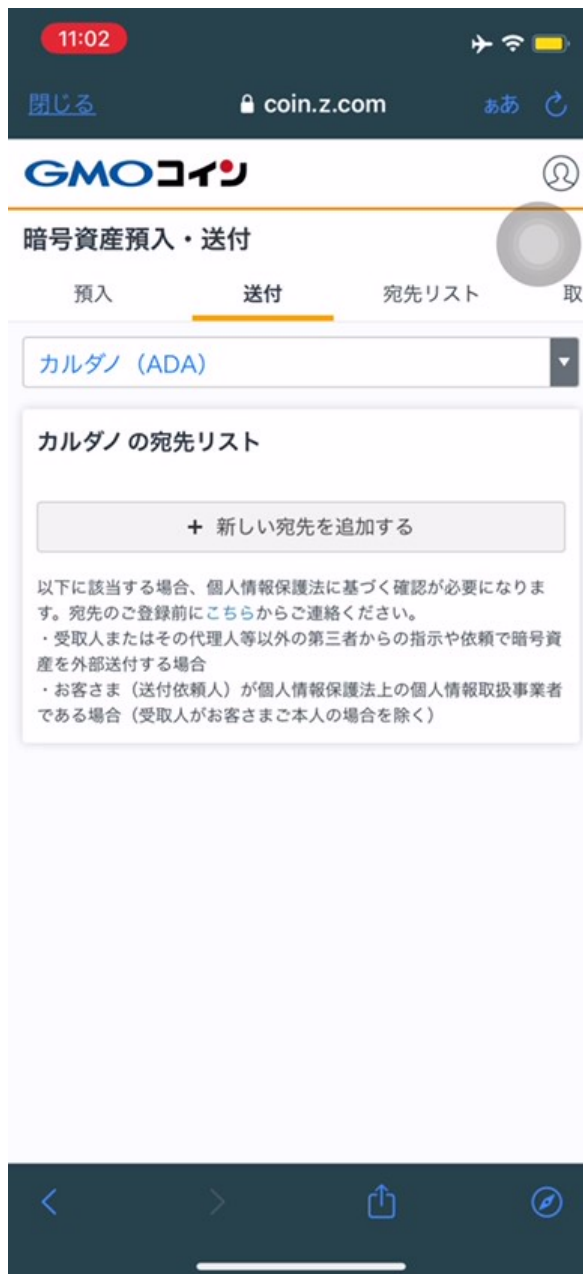 11:02
閉じる
coin.z.com
ああ
GMOコイン
暗号資産預入・送付
預入
送付
宛先リスト
取
カルダノ（ADA）
カルダノ の宛先リスト
+ 新しい宛先を追加する
以下に該当する場合、個人情報保護法に基づく確認が必要になりま
す。宛先のご登録前にこちらからご連絡ください。
・受取人またはその代理人等以外の第三者からの指示や依頼で暗号資
産を外部送付する場合
・お客さま（送付依頼人）が個人情報保護法上の個人情報取扱事業者
である場合（受取人がお客さまご本人の場合を除く）